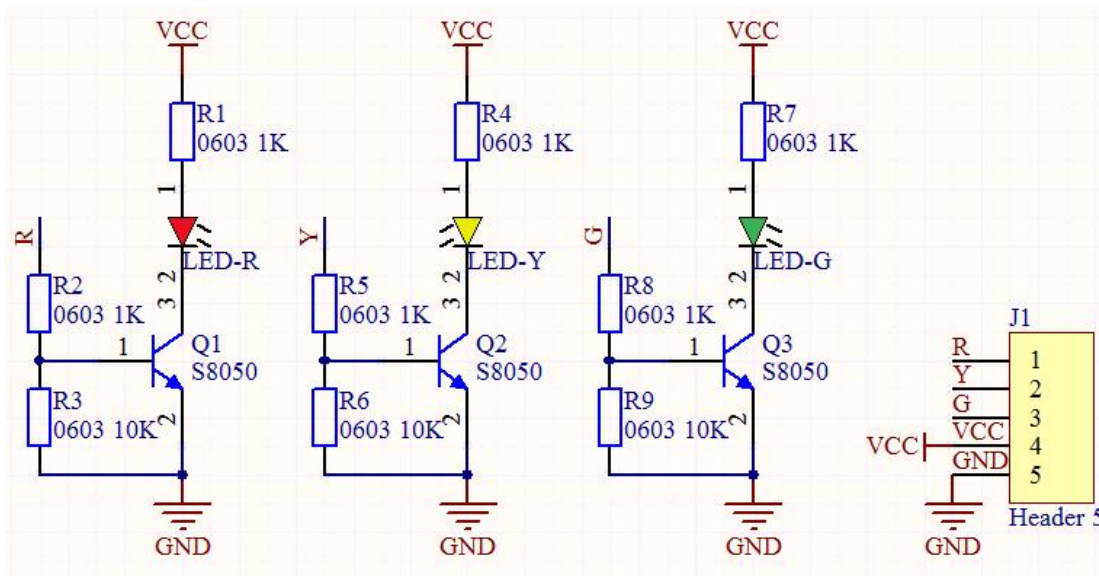 VCC
R1
0603 1K
1
R
LED-R
2
R2
0603 1K
3
1
Q1
S8050
R3
0603 10K
2
GND
VCC
R4
0603 1K
1
Y
LED-Y
2
R5
0603 1K
3
1
Q2
S8050
R6
0603 10K
2
GND
VCC
R7
0603 1K
1
G
LED-G
2
R8
0603 1K
3
1
Q3
S8050
R9
0603 10K
2
GND
J1
R 1
Y 2
G 3
VCC VCC 4
GND 5
Header 5
GND